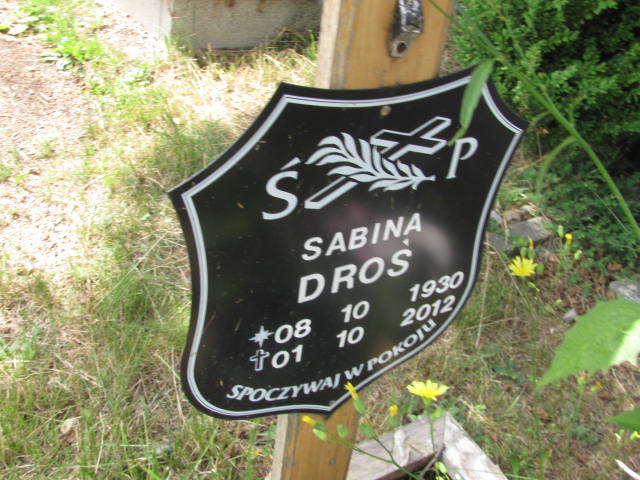 Ś P
SABINA
DROŚ
08 10 1930
01 10 2012
SPOCZYWAJ W POKOJU